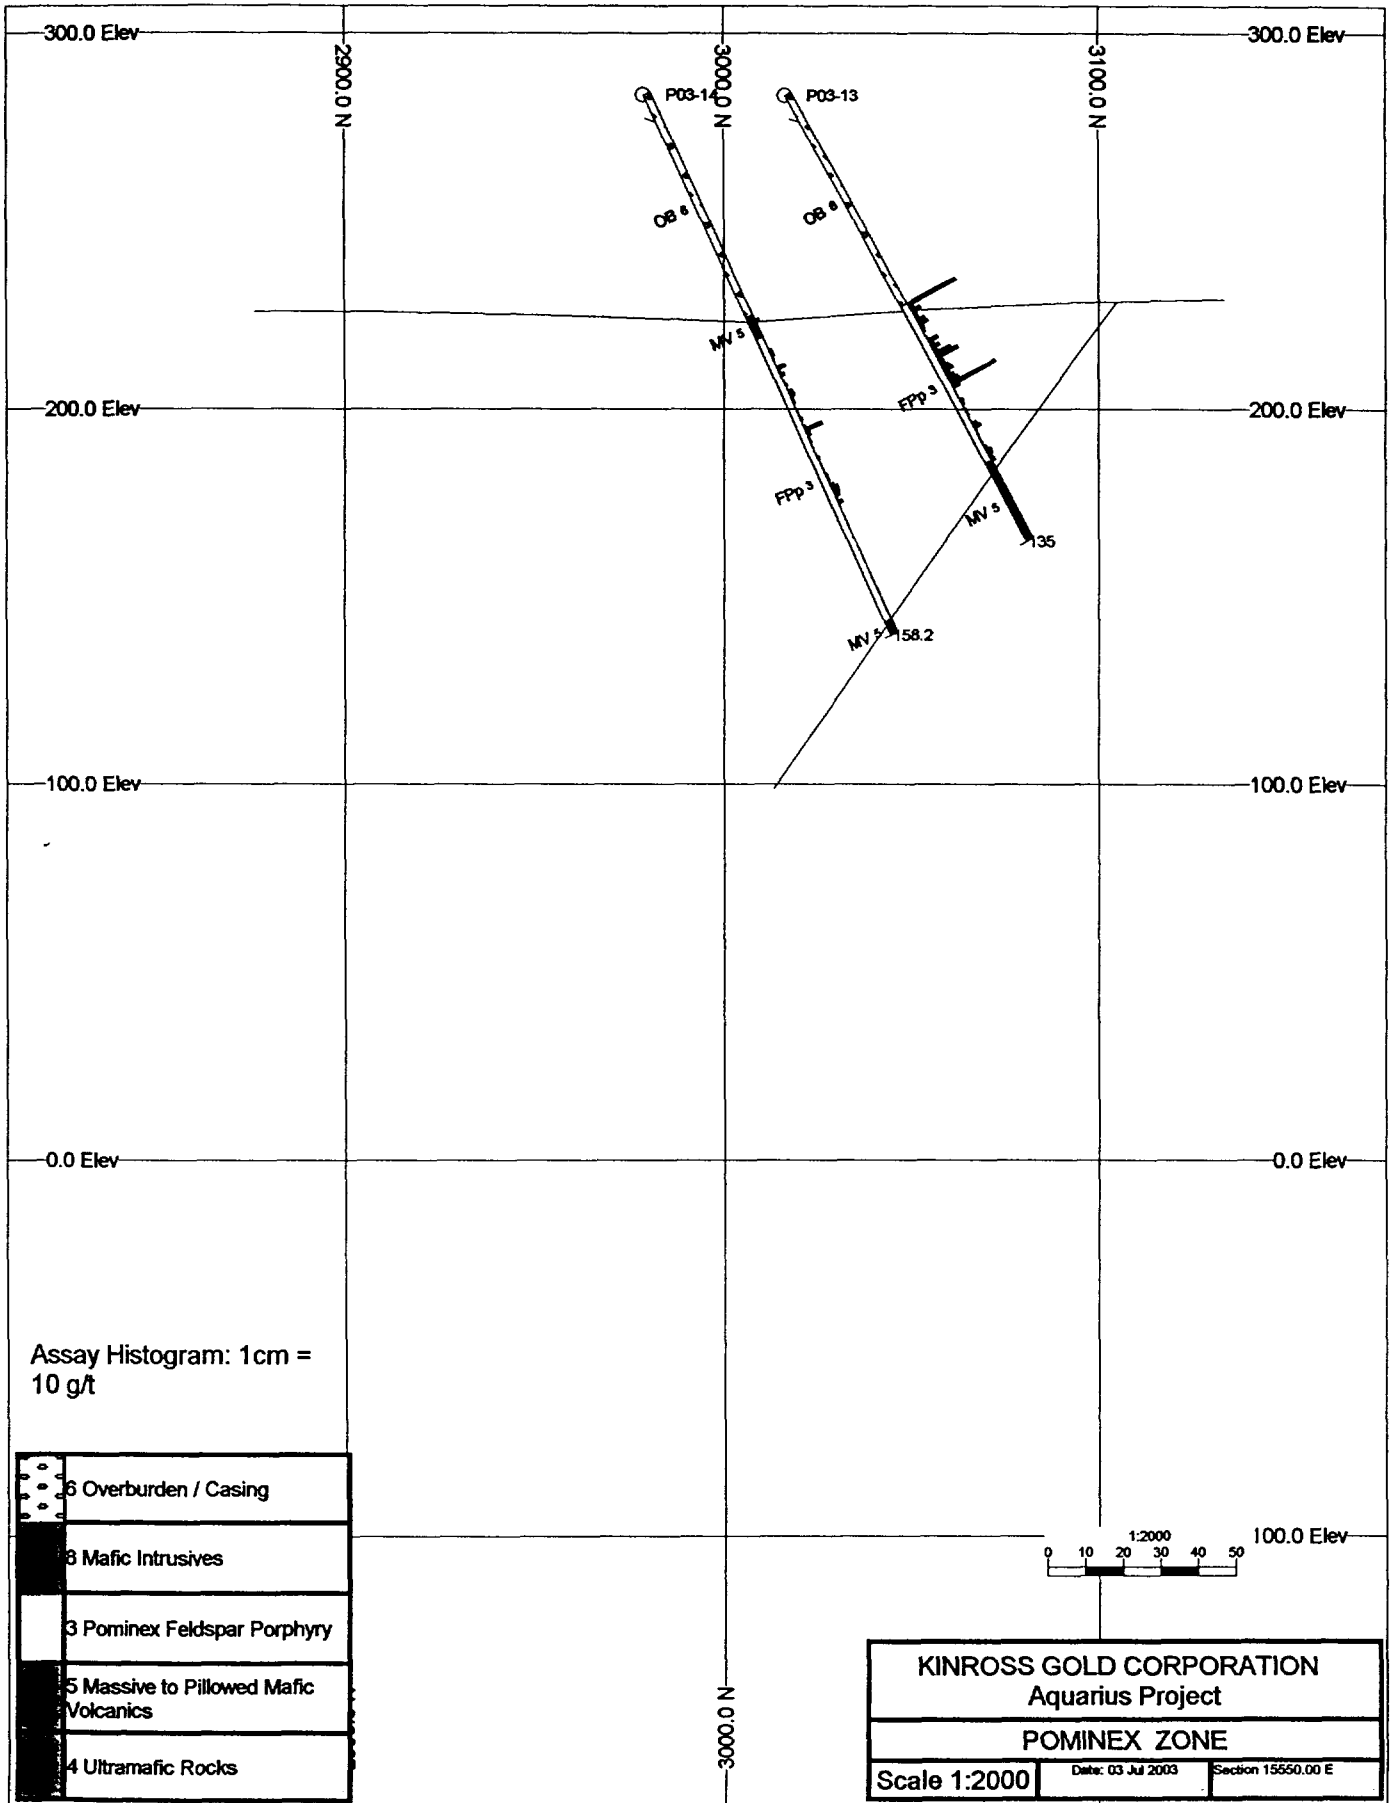 300.0 Elev
2900.0 N
3000.0 N
3100.0 N
300.0 Elev
P03-14
P03-13
OB 6
OB 6
MV 5
FPp 3
200.0 Elev
200.0 Elev
FPp 3
MV 5
135
MV 5
158.2
100.0 Elev
100.0 Elev
0.0 Elev
0.0 Elev
Assay Histogram: 1cm =
10 g/t
6 Overburden / Casing
8 Mafic Intrusives
3 Pominex Feldspar Porphyry
5 Massive to Pillowed Mafic
Volcanics
4 Ultramafic Rocks
3000.0 N
1:2000
0 10 20 30 40 50
100.0 Elev
KINROSS GOLD CORPORATION
Aquarius Project
POMINEX ZONE
Scale 1:2000
Date: 03 Jul 2003
Section 15550.00 E